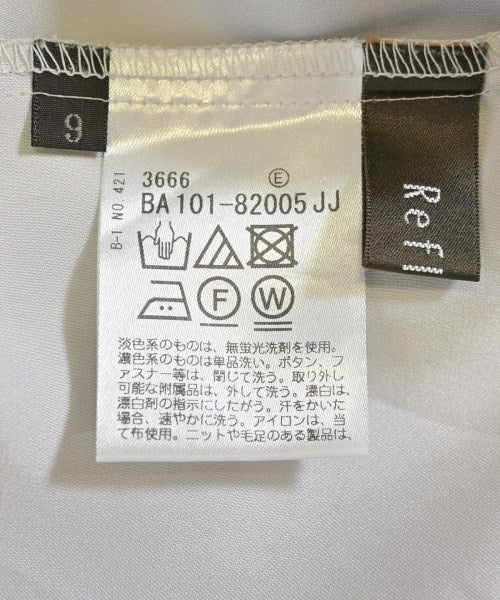 9
Refl
B-1 NO.421
3666 E
BA101-82005JJ
F W
淡色系のものは、無蛍光洗剤を使用。
濃色系のものは単品洗い。ボタン、フ
ァスナー等は、閉じて洗う。取り外し
可能な附属品は、外して洗う。漂白は、
漂白剤の指示にしたがう。汗をかいた
場合、速やかに洗う。アイロンは、当
て布使用。ニットや毛足のある製品は、